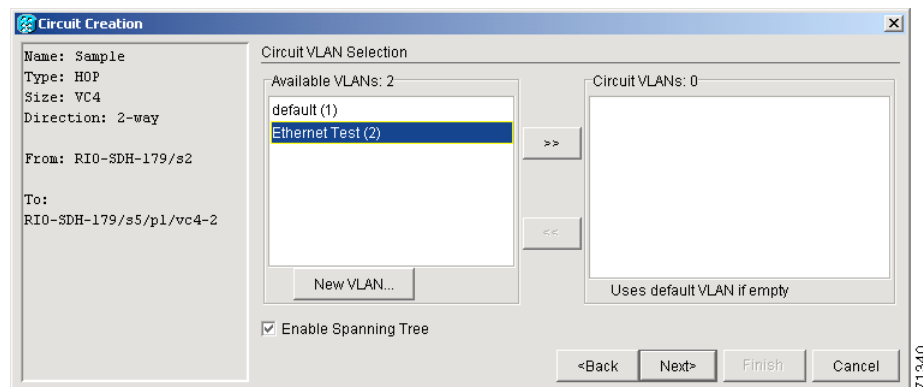 Circuit Creation
Name: Sample
Type: HOP
Size: VC4
Direction: 2-way
From: RIO-SDH-179/s2
To:
RIO-SDH-179/s5/p1/vc4-2
Circuit VLAN Selection
Available VLANs: 2
default (1)
Ethernet Test (2)
New VLAN...
>>
<<
Circuit VLANs: 0
Uses default VLAN if empty
Enable Spanning Tree
<Back
Next>
Finish
Cancel
71340